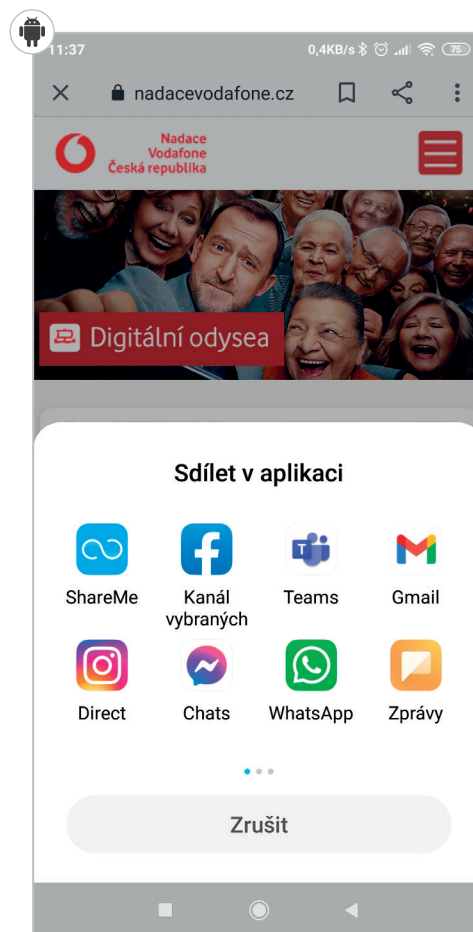 11:37
0,4KB/s
75
nadacevodafone.cz
Nadace
Vodafone
Česká republika
Digitální odysea
Sdílet v aplikaci
ShareMe
Kanál
vybraných
Teams
Gmail
Direct
Chats
WhatsApp
Zprávy
Zrušit